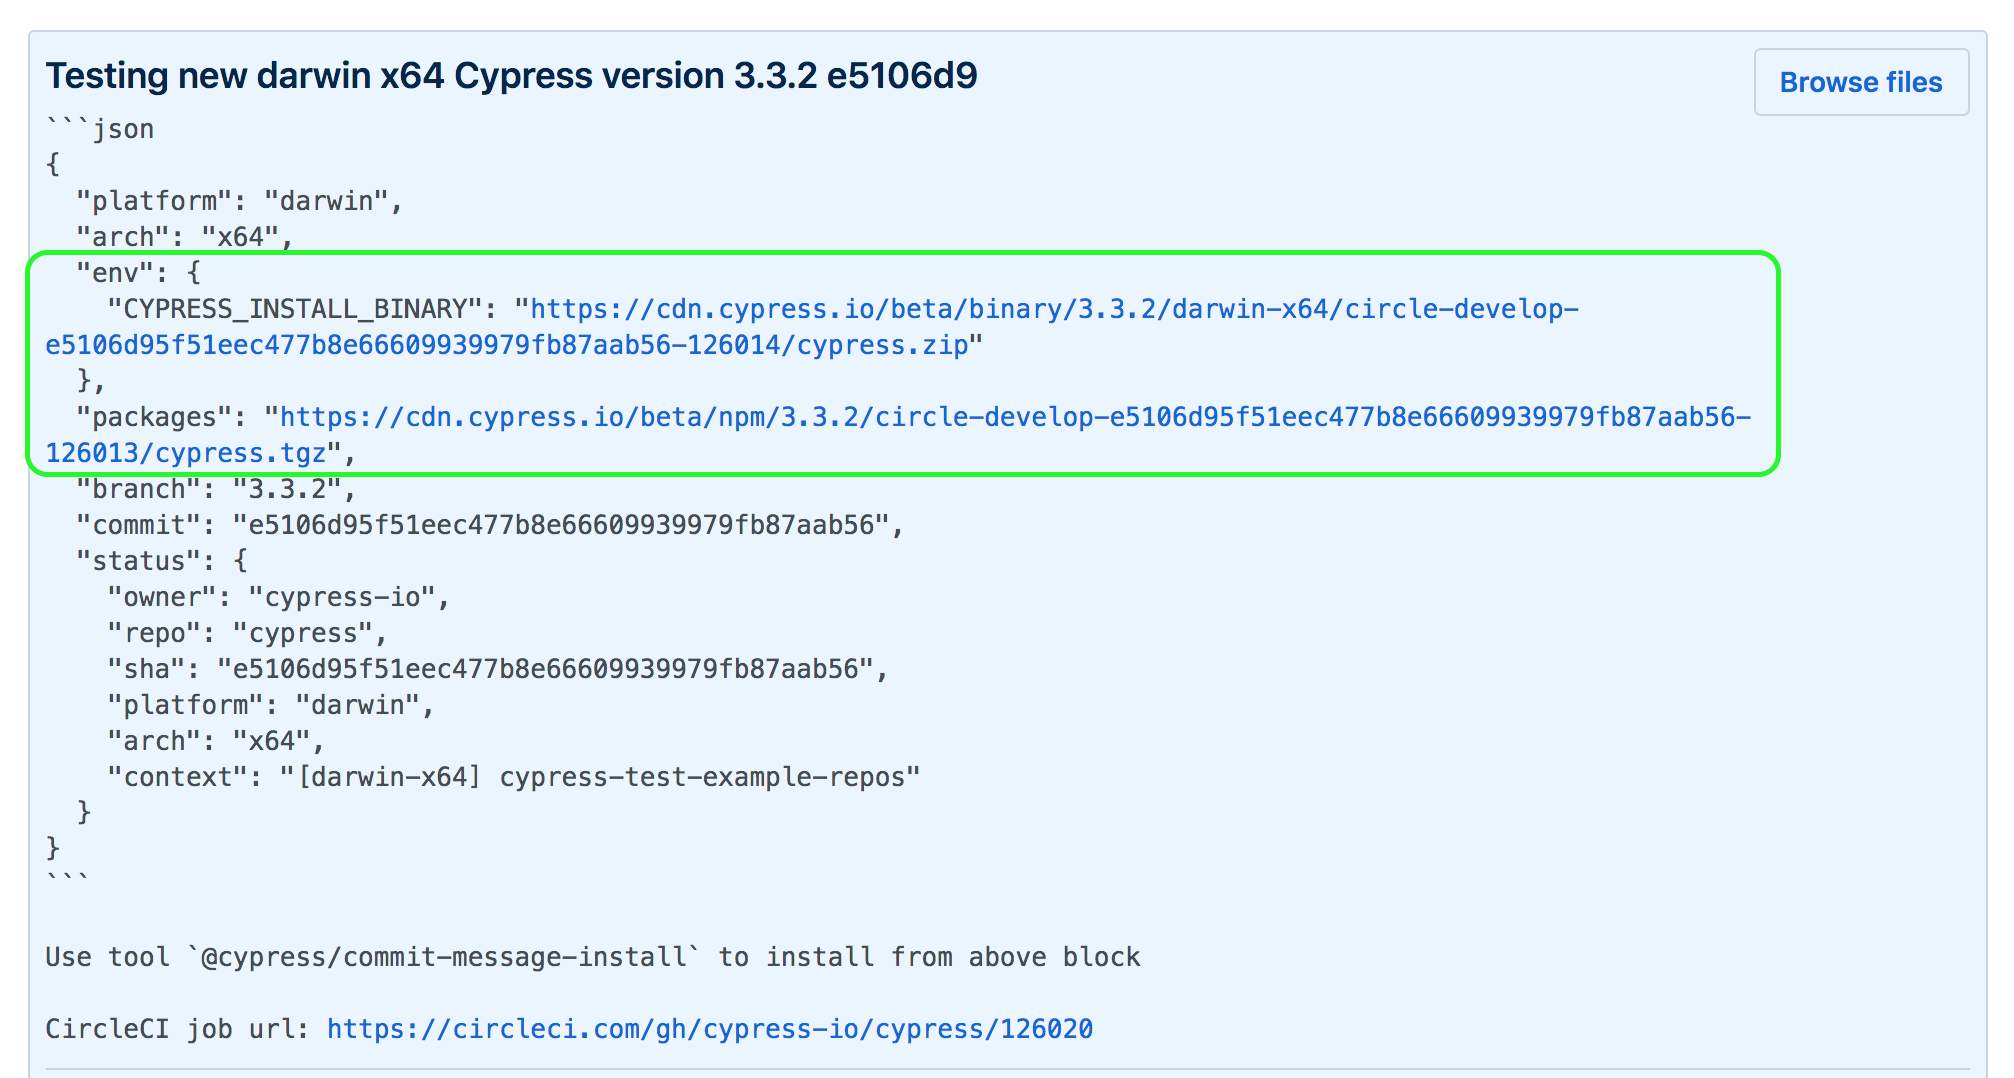 Testing new darwin x64 Cypress version 3.3.2 e5106d9
Browse files
```json
{
  "platform": "darwin",
  "arch": "x64",
  "env": {
    "CYPRESS_INSTALL_BINARY": "https://cdn.cypress.io/beta/binary/3.3.2/darwin-x64/circle-develop-
e5106d95f51eec477b8e66609939979fb87aab56-126014/cypress.zip"
  },
  "packages": "https://cdn.cypress.io/beta/npm/3.3.2/circle-develop-e5106d95f51eec477b8e66609939979fb87aab56-
126013/cypress.tgz",
  "branch": "3.3.2",
  "commit": "e5106d95f51eec477b8e66609939979fb87aab56",
  "status": {
    "owner": "cypress-io",
    "repo": "cypress",
    "sha": "e5106d95f51eec477b8e66609939979fb87aab56",
    "platform": "darwin",
    "arch": "x64",
    "context": "[darwin-x64] cypress-test-example-repos"
  }
}
```
Use tool `@cypress/commit-message-install` to install from above block
CircleCI job url: https://circleci.com/gh/cypress-io/cypress/126020